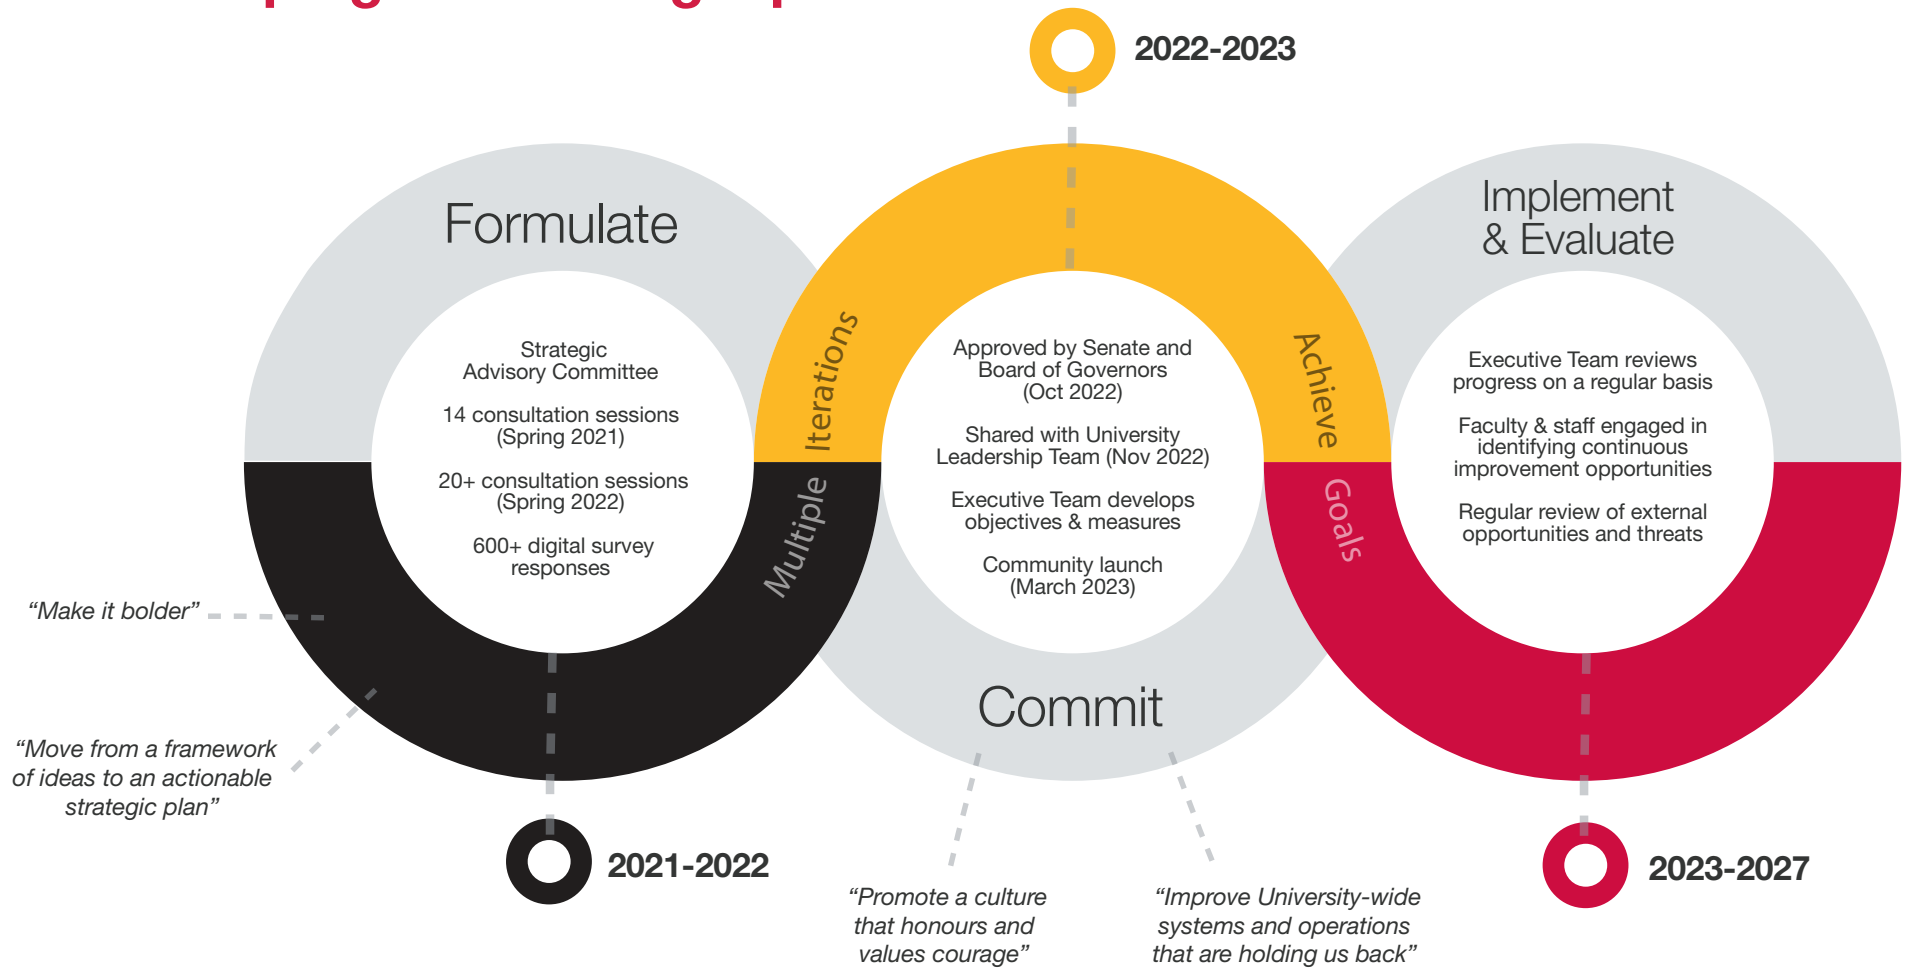 2022-2023
Formulate
Strategic
Advisory Committee
14 consultation sessions
(Spring 2021)
20+ consultation sessions
(Spring 2022)
600+ digital survey
responses
Multiple Iterations
“Make it bolder”
“Move from a framework
of ideas to an actionable
strategic plan”
2021-2022
Approved by Senate and
Board of Governors
(Oct 2022)
Shared with University
Leadership Team (Nov 2022)
Executive Team develops
objectives & measures
Community launch
(March 2023)
Commit
“Promote a culture
that honours and
values courage”
“Improve University-wide
systems and operations
that are holding us back”
Achieve Goals
Implement
& Evaluate
Executive Team reviews
progress on a regular basis
Faculty & staff engaged in
identifying continuous
improvement opportunities
Regular review of external
opportunities and threats
2023-2027